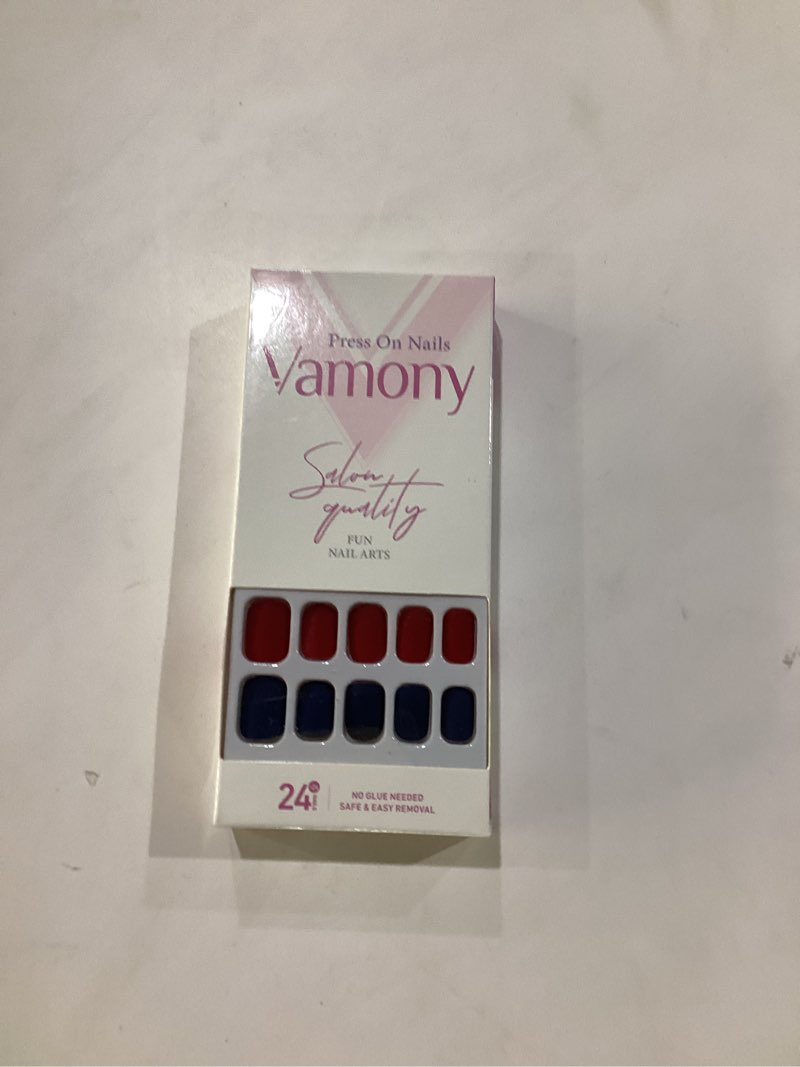 Press On Nails
Vamony
Salon
quality
FUN
NAIL ARTS
24
NO GLUE NEEDED
SAFE & EASY REMOVAL